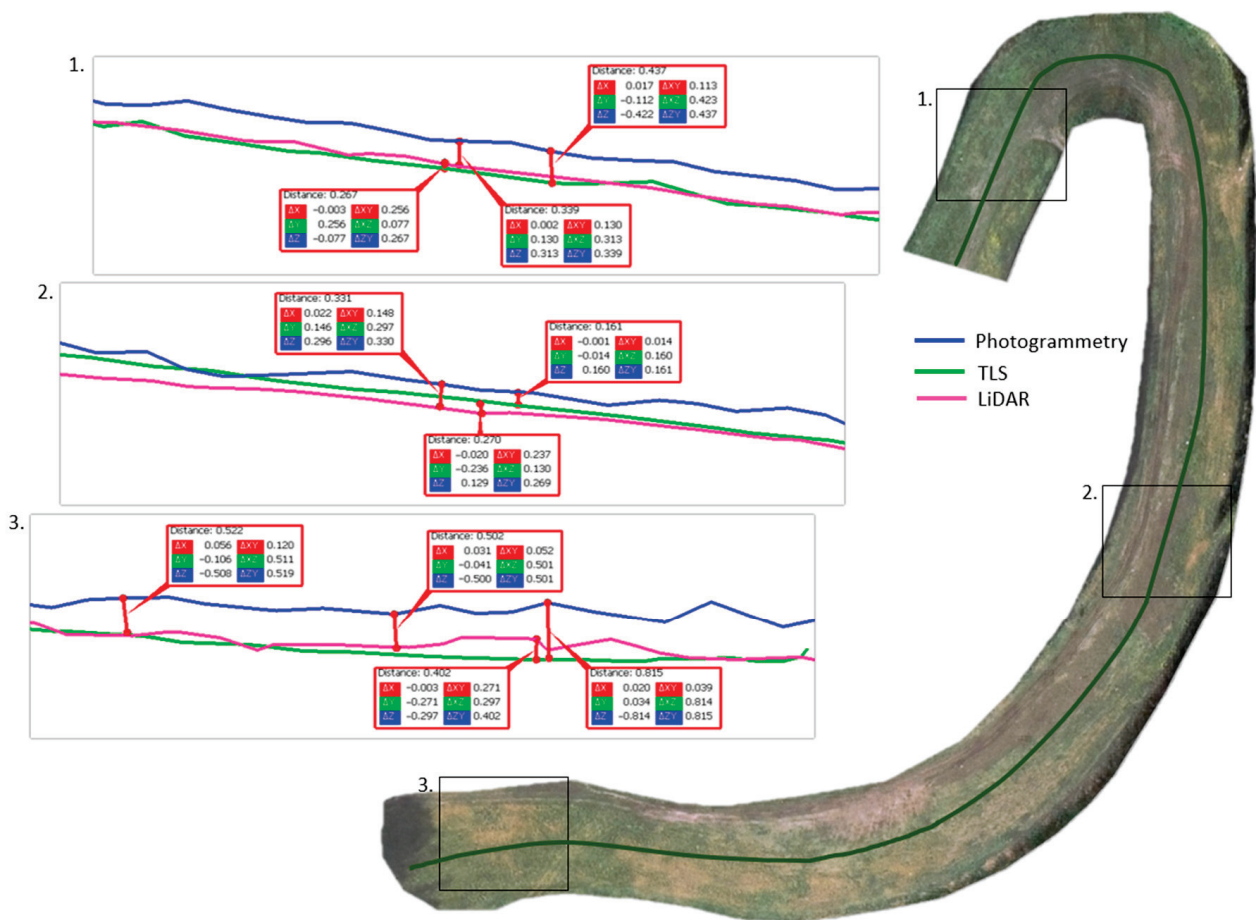 1.
Distance: 0.437
ΔX 0.017 ΔXY 0.113
ΔY -0.112 ΔXZ 0.423
ΔZ -0.422 ΔZY 0.437
Distance: 0.267
ΔX -0.003 ΔXY 0.256
ΔY 0.256 ΔXZ 0.077
ΔZ -0.077 ΔZY 0.267
Distance: 0.339
ΔX 0.002 ΔXY 0.130
ΔY 0.130 ΔXZ 0.313
ΔZ 0.313 ΔZY 0.339
2.
Distance: 0.331
ΔX 0.022 ΔXY 0.148
ΔY 0.146 ΔXZ 0.297
ΔZ 0.296 ΔZY 0.330
Distance: 0.161
ΔX -0.001 ΔXY 0.014
ΔY -0.014 ΔXZ 0.160
ΔZ 0.160 ΔZY 0.161
Distance: 0.270
ΔX -0.020 ΔXY 0.237
ΔY -0.236 ΔXZ 0.130
ΔZ 0.129 ΔZY 0.269
3.
Distance: 0.522
ΔX 0.056 ΔXY 0.120
ΔY -0.106 ΔXZ 0.511
ΔZ -0.508 ΔZY 0.519
Distance: 0.502
ΔX 0.031 ΔXY 0.052
ΔY -0.041 ΔXZ 0.501
ΔZ -0.500 ΔZY 0.501
Distance: 0.402
ΔX -0.003 ΔXY 0.271
ΔY -0.271 ΔXZ 0.297
ΔZ -0.297 ΔZY 0.402
Distance: 0.815
ΔX 0.020 ΔXY 0.039
ΔY 0.034 ΔXZ 0.814
ΔZ -0.814 ΔZY 0.815
1.
Photogrammetry
TLS
LiDAR
2.
3.